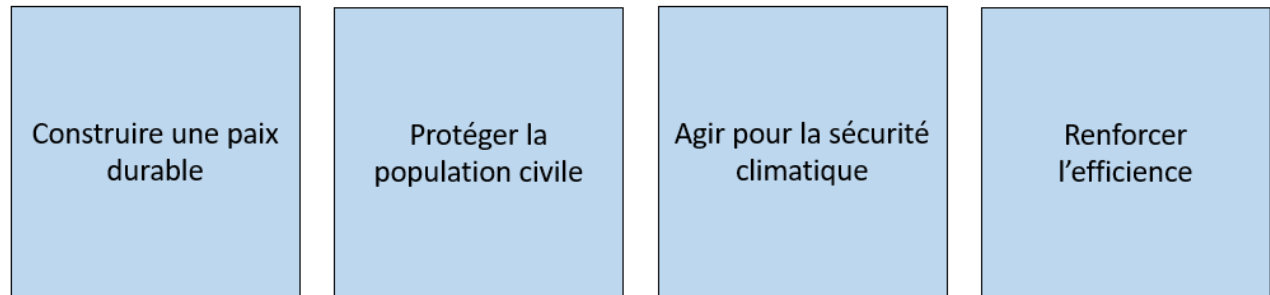 Construire une paix
durable
Protéger la
population civile
Agir pour la sécurité
climatique
Renforcer
l'efficience